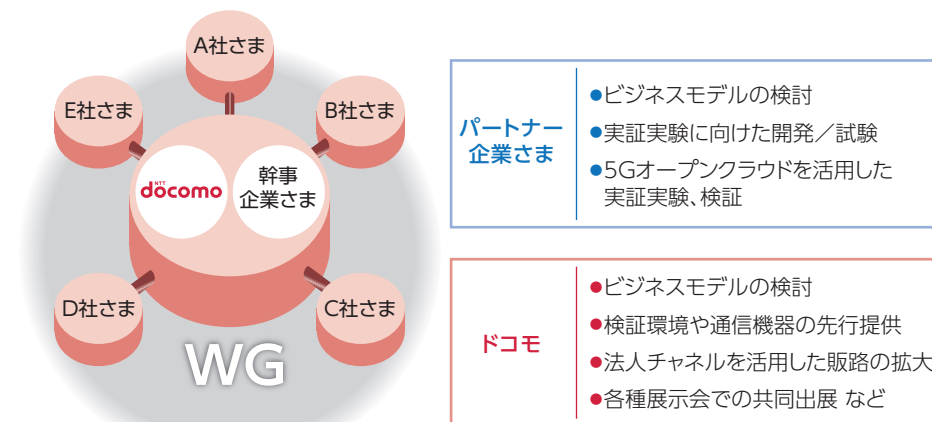 A社さま
E社さま
B社さま
NTT
döcomo
幹事
企業さま
D社さま
C社さま
WG
パートナー
企業さま
●ビジネスモデルの検討
●実証実験に向けた開発／試験
●5Gオープンクラウドを活用した
実証実験、検証
ドコモ
●ビジネスモデルの検討
●検証環境や通信機器の先行提供
●法人チャネルを活用した販路の拡大
●各種展示会での共同出展 など